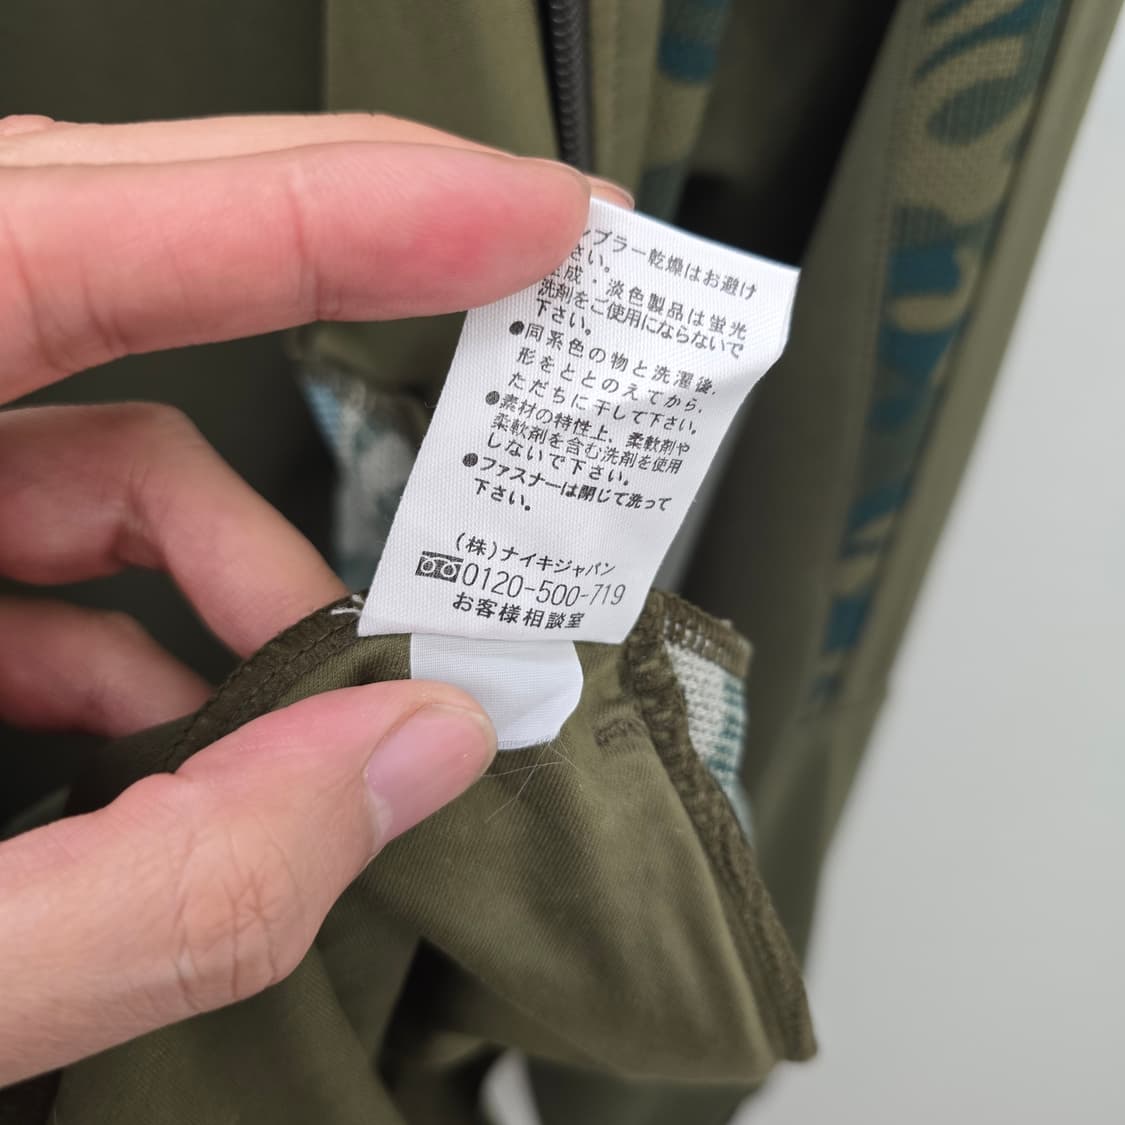 ンブラー乾燥はお避け
さい。
成・淡色製品は蛍光
洗剤をご使用にならないで
下さい。
●同系色の物と洗濯後、
形をととのえてから、
ただちに干して下さい。
●素材の特性上、柔軟剤や
柔軟剤を含む洗剤を使用
しないで下さい。
●ファスナーは閉じて洗って
下さい。
(株)ナイキジャパン
0120-500-719
お客様相談室